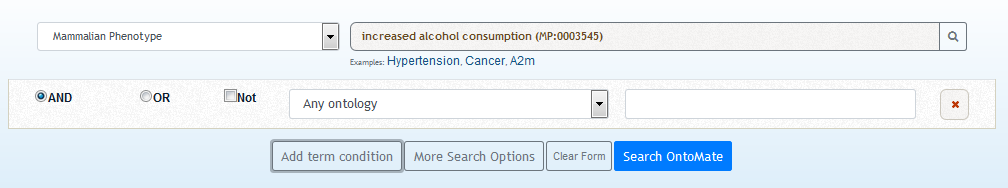 Mammalian Phenotype increased alcohol consumption (MP:0003545)
Examples: Hypertension, Cancer, A2m
AND OR Not Any ontology
Add term condition More Search Options Clear Form Search OntoMate